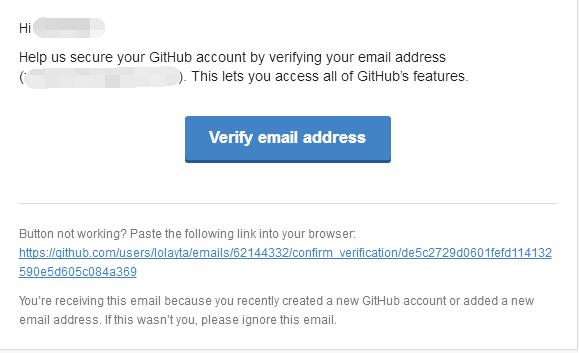 Hi
Help us secure your GitHub account by verifying your email address
( ). This lets you access all of GitHub's features.
Verify email address
Button not working? Paste the following link into your browser:
https://github.com/users/lolayta/emails/62144332/confirm_verification/de5c2729d0601fefd114132
590e5d605c084a369
You're receiving this email because you recently created a new GitHub account or added a new
email address. If this wasn't you, please ignore this email.